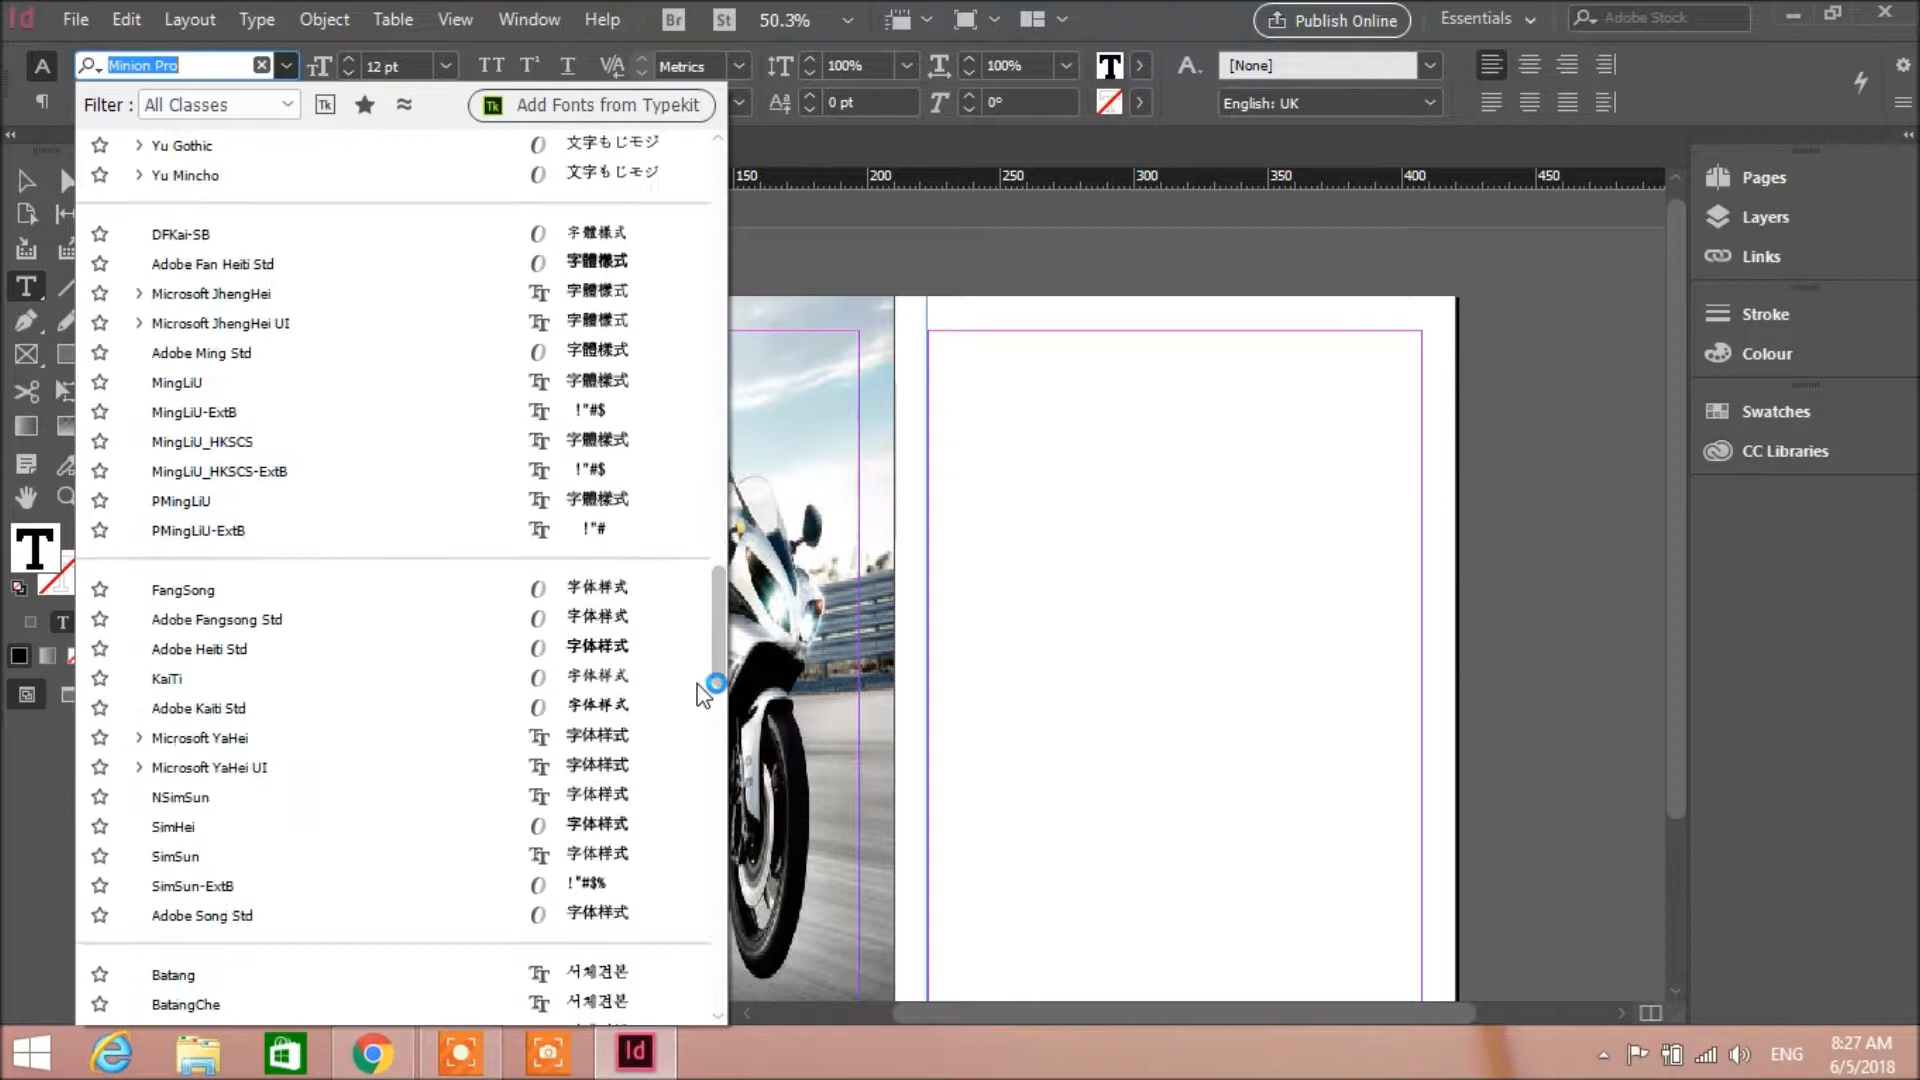 Id File Edit Layout Type Object Table View Window Help Br St 50.3% Publish Online Essentials Adobe Stock
A Minion Pro 12 pt TT T¹ T Metrics 100% 100% T A. [None]
Filter : All Classes Tk Add Fonts from Typekit 0 pt 0° English: UK
Yu Gothic 文字もじモジ
Yu Mincho 文字もじモジ
150 200 250 300 350 400 450
DFKai-SB 字體樣式
Adobe Fan Heiti Std 字體樣式
Microsoft JhengHei 字體樣式
Microsoft JhengHei UI 字體樣式
Adobe Ming Std 字體樣式
MingLiU 字體樣式
MingLiU-ExtB !"#$
MingLiU_HKSCS 字體樣式
MingLiU_HKSCS-ExtB !"#$
PMingLiU 字體樣式
PMingLiU-ExtB !"#
FangSong 字体样式
Adobe Fangsong Std 字体样式
Adobe Heiti Std 字体样式
KaiTi 字体样式
Adobe Kaiti Std 字体样式
Microsoft YaHei 字体样式
Microsoft YaHei UI 字体样式
NSimSun 字体样式
SimHei 字体样式
SimSun 字体样式
SimSun-ExtB !"#$%
Adobe Song Std 字体样式
Batang 서체견본
BatangChe 서체견본
Pages
Layers
Links
Stroke
Colour
Swatches
CC Libraries
Id ENG 8:27 AM
6/5/2018